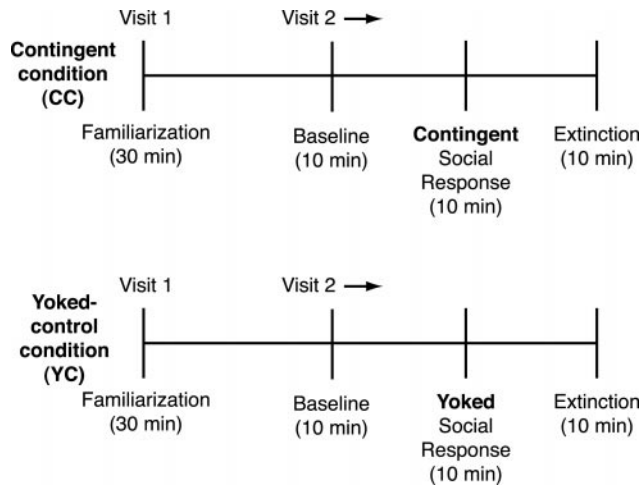 Visit 1 Visit 2
Contingent
condition
(CC)
Familiarization Baseline Contingent Extinction
(30 min) (10 min) Social (10 min)
Response
(10 min)
Visit 1 Visit 2
Yoked-
control
condition
(YC)
Familiarization Baseline Yoked Extinction
(30 min) (10 min) Social (10 min)
Response
(10 min)